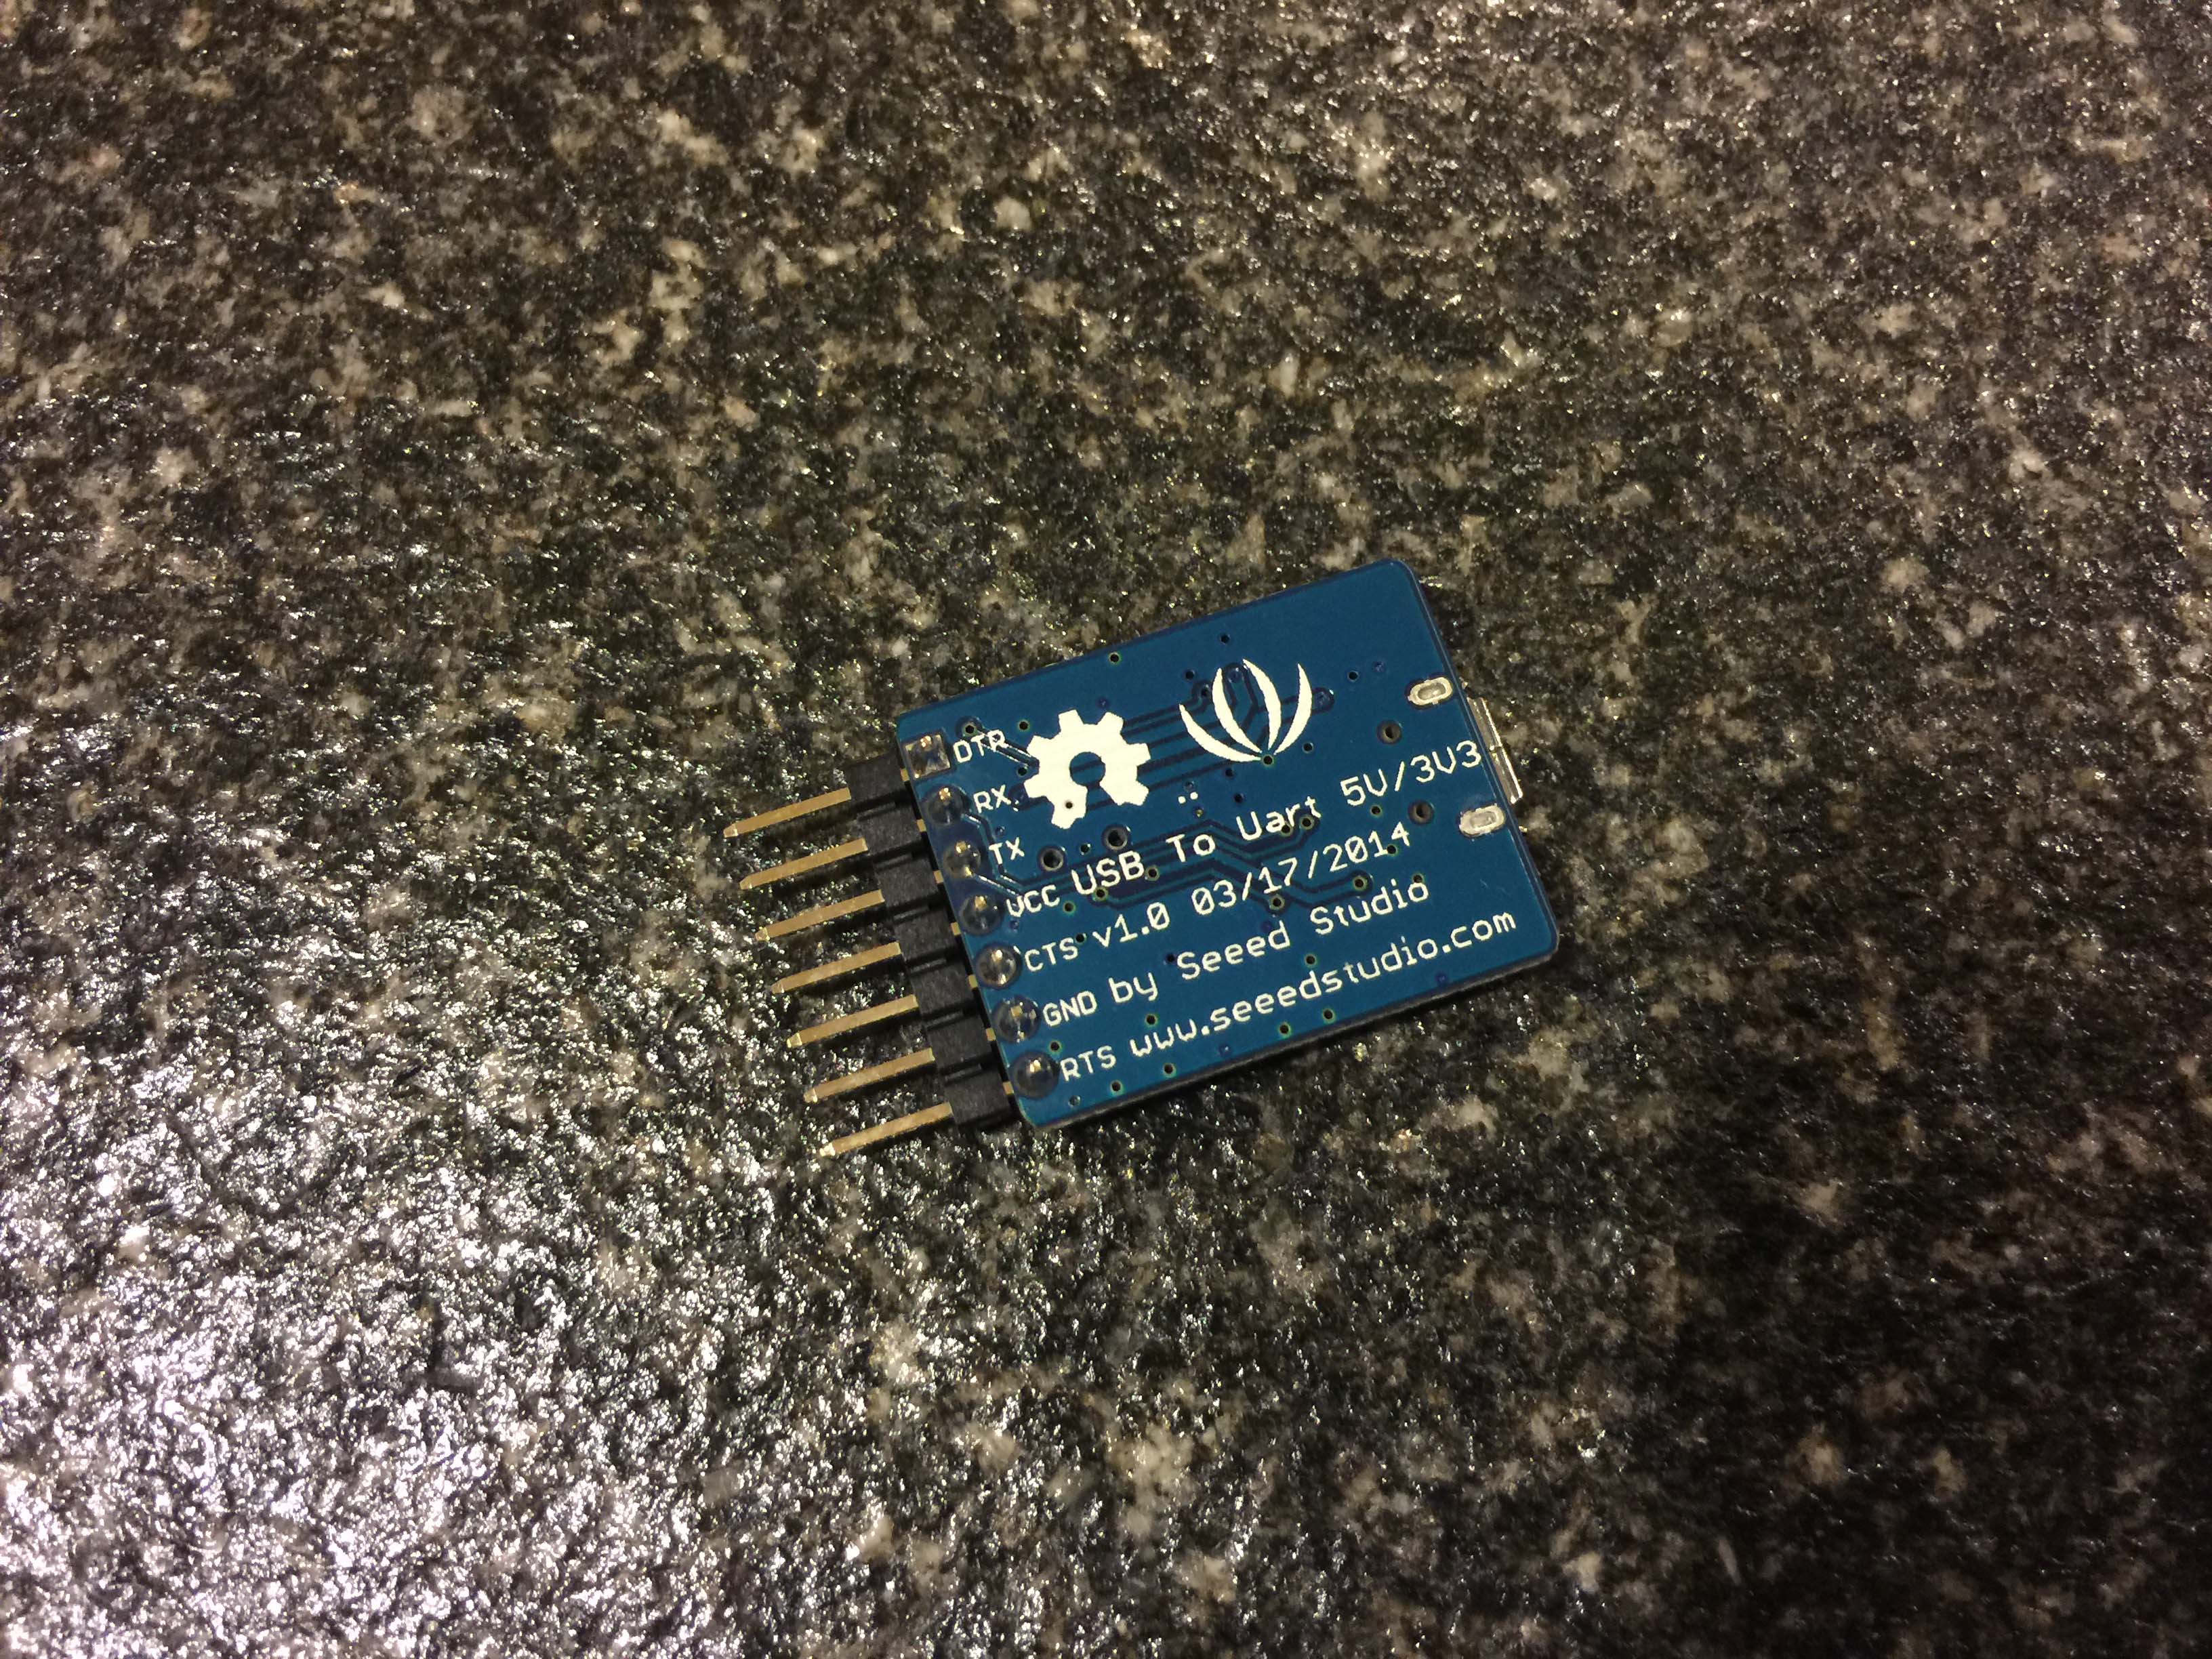 DTR
RX
TX
VCC
CTS
GND
RTS
USB To Uart 5V/3V3
v1.0 03/17/2014
by Seeed Studio
www.seeedstudio.com